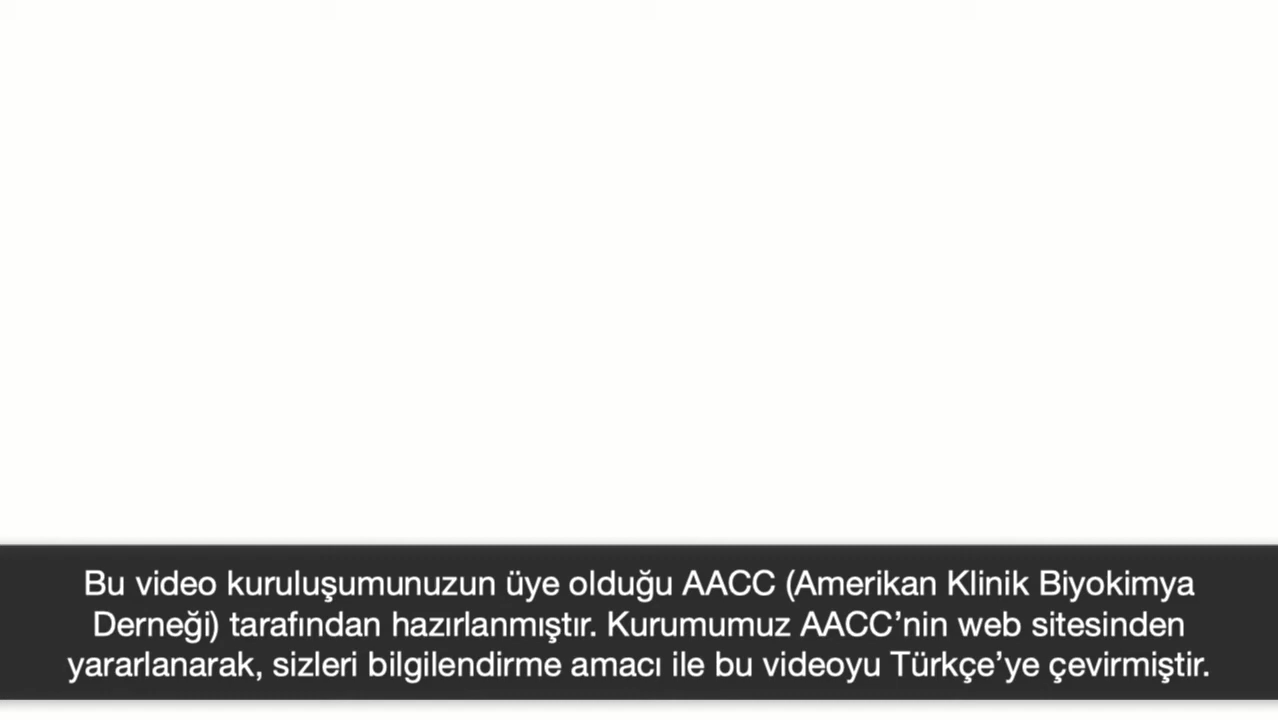 Bu video kuruluşumunuzun üye olduğu AACC (Amerikan Klinik Biyokimya
Derneği) tarafından hazırlanmıştır. Kurumumuz AACC’nin web sitesinden
yararlanarak, sizleri bilgilendirme amacı ile bu videoyu Türkçe’ye çevirmiştir.